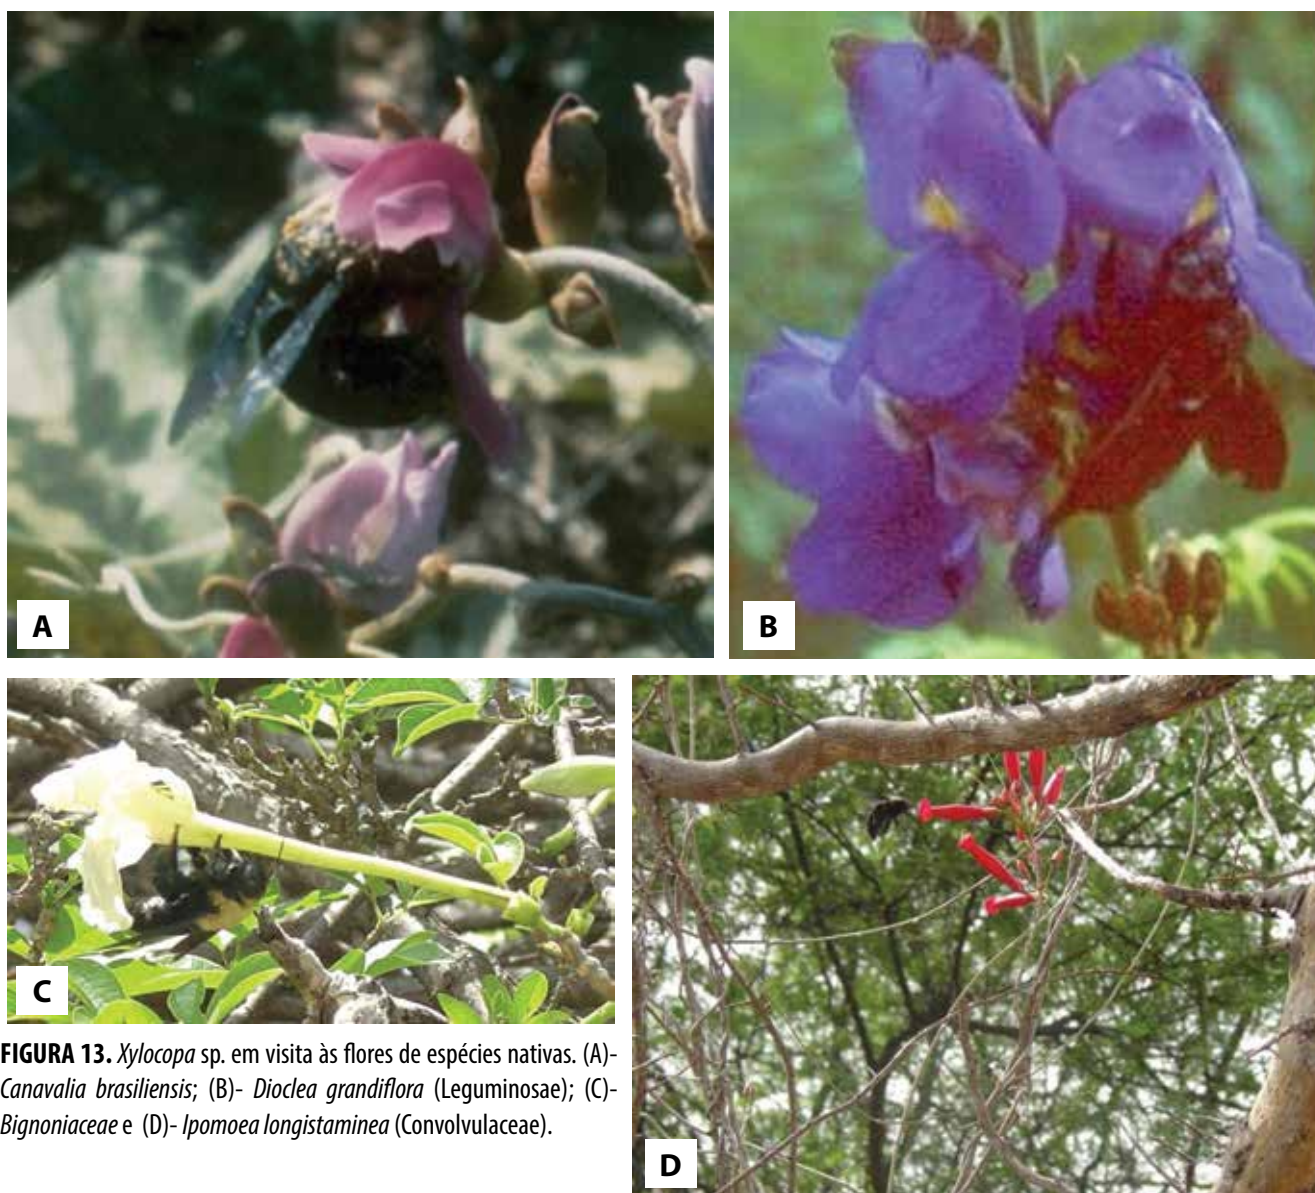 A
B
C
D
FIGURA 13. Xylocopa sp. em visita às flores de espécies nativas. (A)-
Canavalia brasiliensis; (B)- Dioclea grandiflora (Leguminosae); (C)-
Bignoniaceae e (D)- Ipomoea longistaminea (Convolvulaceae).